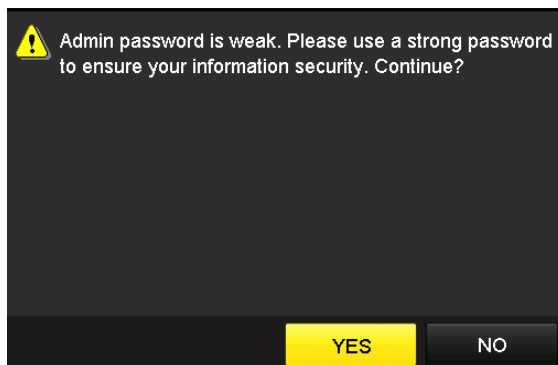 Admin password is weak. Please use a strong password
to ensure your information security. Continue?
YES
NO